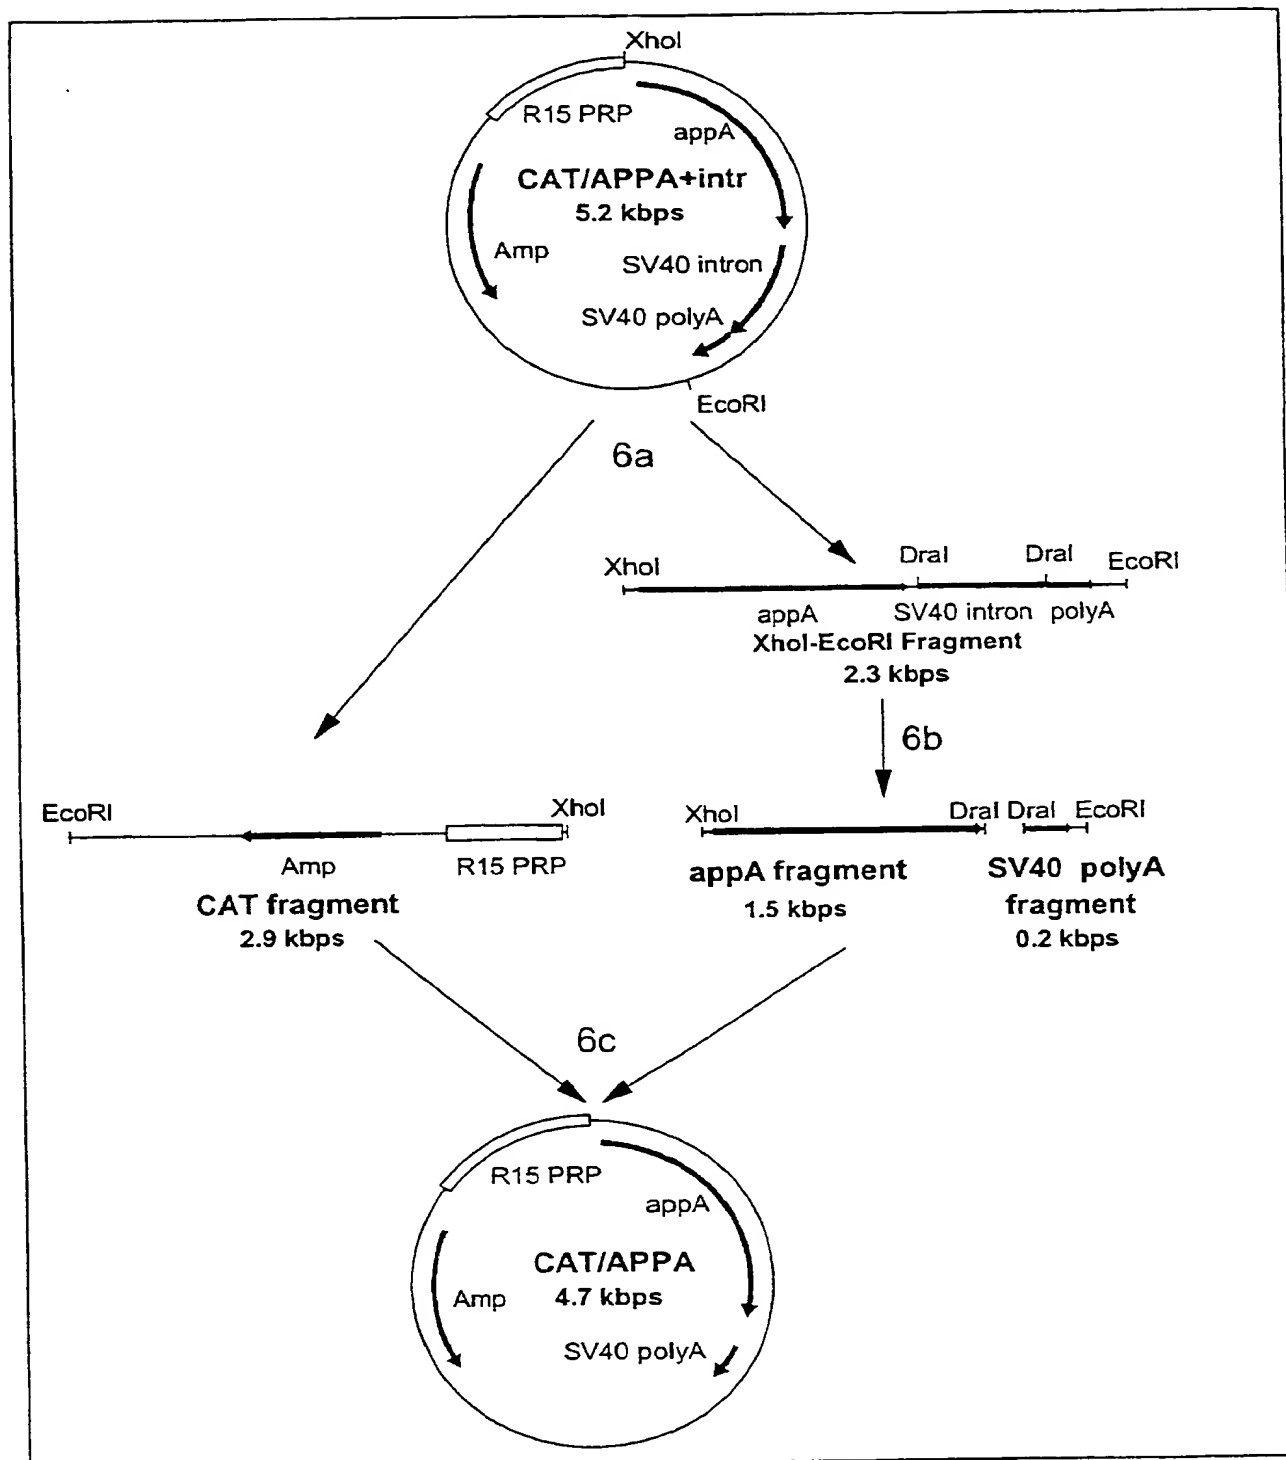 XhoI
R15 PRP
appA
CAT/APPA+intr
5.2 kbps
Amp
SV40 intron
SV40 polyA
EcoRI
6a
XhoI
DraI
DraI
EcoRI
appA
SV40 intron
polyA
XhoI-EcoRI Fragment
2.3 kbps
6b
EcoRI
XhoI
Amp
R15 PRP
CAT fragment
2.9 kbps
XhoI
DraI
DraI
EcoRI
appA fragment
1.5 kbps
SV40 polyA
fragment
0.2 kbps
6c
R15 PRP
appA
CAT/APPA
4.7 kbps
Amp
SV40 polyA